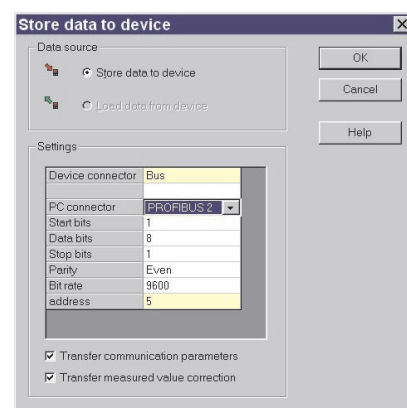 Store data to device
Data source
Store data to device
Load data from device
OK
Cancel
Help
Settings
Device connector Bus
PC connector PROFIBUS 2
Start bits 1
Data bits 8
Stop bits 1
Parity Even
Bit rate 9600
address 5
Transfer communication parameters
Transfer measured value correction